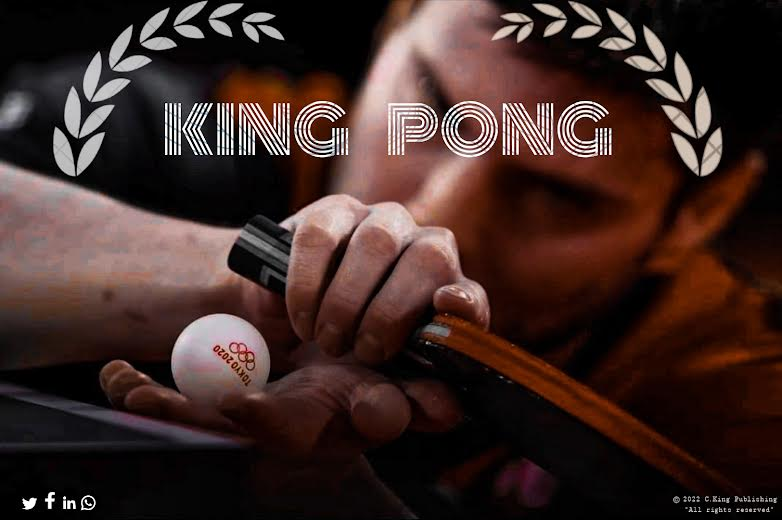 KING PONG
TOKYO 2020
© 2022 C.King Publishing
"All rights reserved"